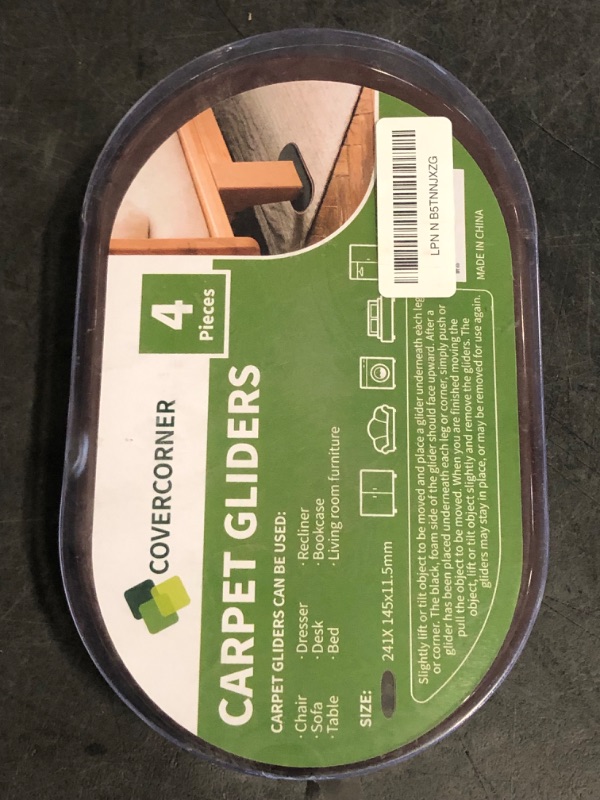 COVERCORNER
4
Pieces
CARPET GLIDERS
CARPET GLIDERS CAN BE USED:
· Chair
· Sofa
· Table
· Dresser
· Desk
· Bed
· Recliner
· Bookcase
· Living room furniture
SIZE:
241X 145x11.5mm
Slightly lift or tilt object to be moved and place a glider underneath each leg
or corner. The black, foam side of the glider should face upward. After a
glider has been placed underneath each leg or corner, simply push or
pull the object to be moved. When you are finished moving the
object, lift or tilt object slightly and remove the gliders. The
gliders may stay in place, or may be removed for use again.
LPN N B5TNNJXZG
MADE IN CHINA